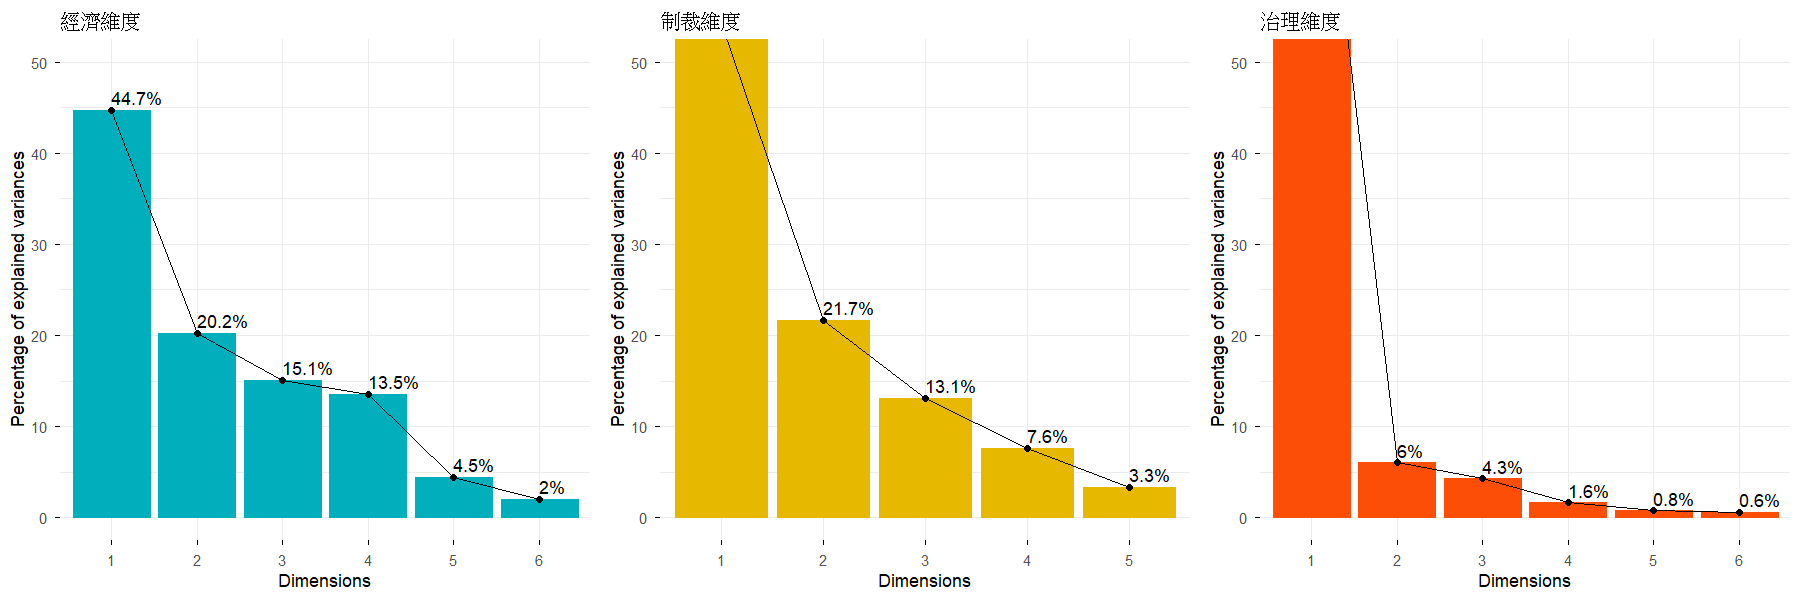 經濟維度
Percentage of explained variances
50
40
30
20
10
0
44.7%
20.2%
15.1%
13.5%
4.5%
2%
1 2 3 4 5 6
Dimensions
制裁維度
Percentage of explained variances
50
40
30
20
10
0
21.7%
13.1%
7.6%
3.3%
1 2 3 4 5
Dimensions
治理維度
Percentage of explained variances
50
40
30
20
10
0
6%
4.3%
1.6%
0.8%
0.6%
1 2 3 4 5 6
Dimensions